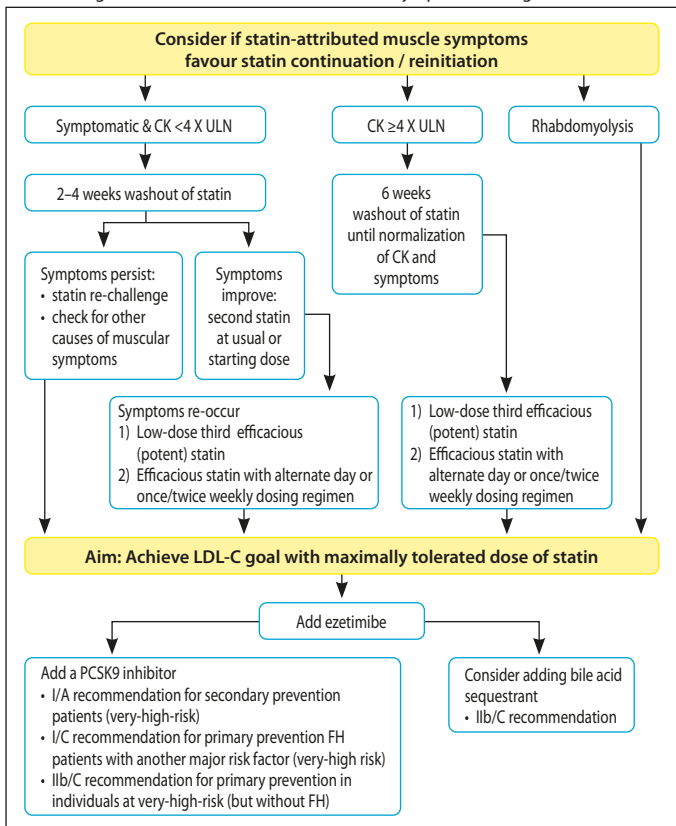 Consider if statin-attributed muscle symptoms
favour statin continuation / reinitiation
Symptomatic & CK <4 X ULN
CK ≥4 X ULN
Rhabdomyolysis
2–4 weeks washout of statin
6 weeks
washout of statin
until normalization
of CK and
symptoms
Symptoms persist:
• statin re-challenge
• check for other
causes of muscular
symptoms
Symptoms
improve:
second statin
at usual or
starting dose
Symptoms re-occur
1) Low-dose third efficacious
(potent) statin
2) Efficacious statin with alternate day or
once/twice weekly dosing regimen
1) Low-dose third efficacious
(potent) statin
2) Efficacious statin with
alternate day or once/twice
weekly dosing regimen
Aim: Achieve LDL-C goal with maximally tolerated dose of statin
Add ezetimibe
Add a PCSK9 inhibitor
• I/A recommendation for secondary prevention
patients (very-high-risk)
• I/C recommendation for primary prevention FH
patients with another major risk factor (very-high risk)
• IIb/C recommendation for primary prevention in
individuals at very-high-risk (but without FH)
Consider adding bile acid
sequestrant
• IIb/C recommendation